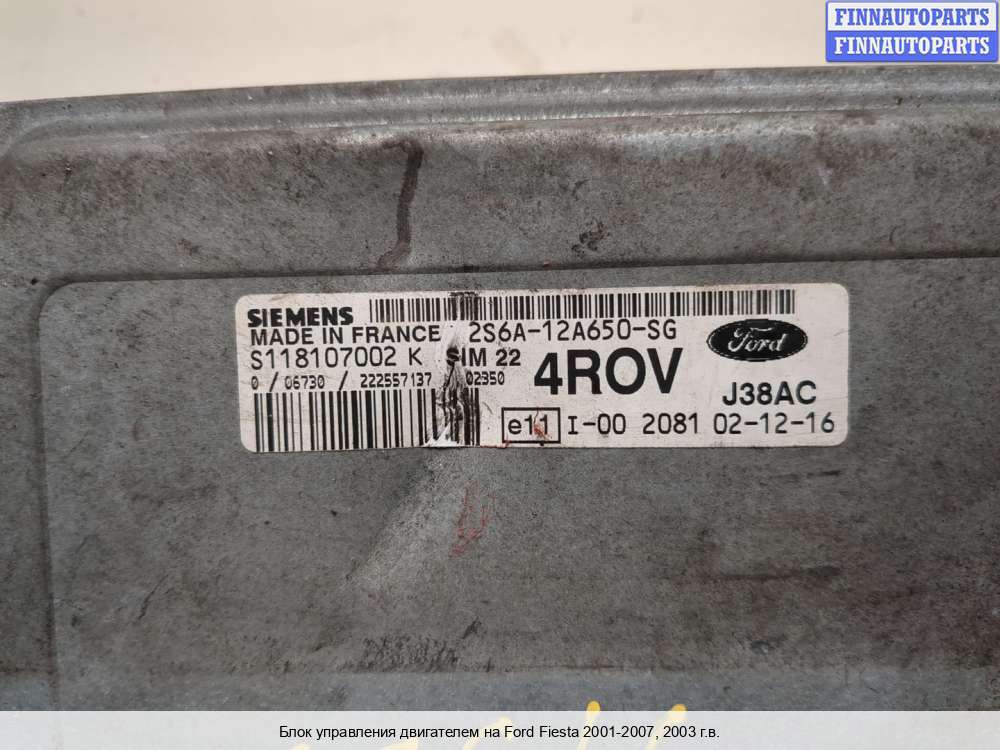 FINNAUTOPARTS
FINNAUTOPARTS
SIEMENS
MADE IN FRANCE 2S6A-12A650-SG
S118107002 K SIM 22
0 / 06730 / 222557137 02350
4ROV
Ford
J38AC
e11 I-00 2081 02-12-16
Блок управления двигателем на Ford Fiesta 2001-2007, 2003 г.в.